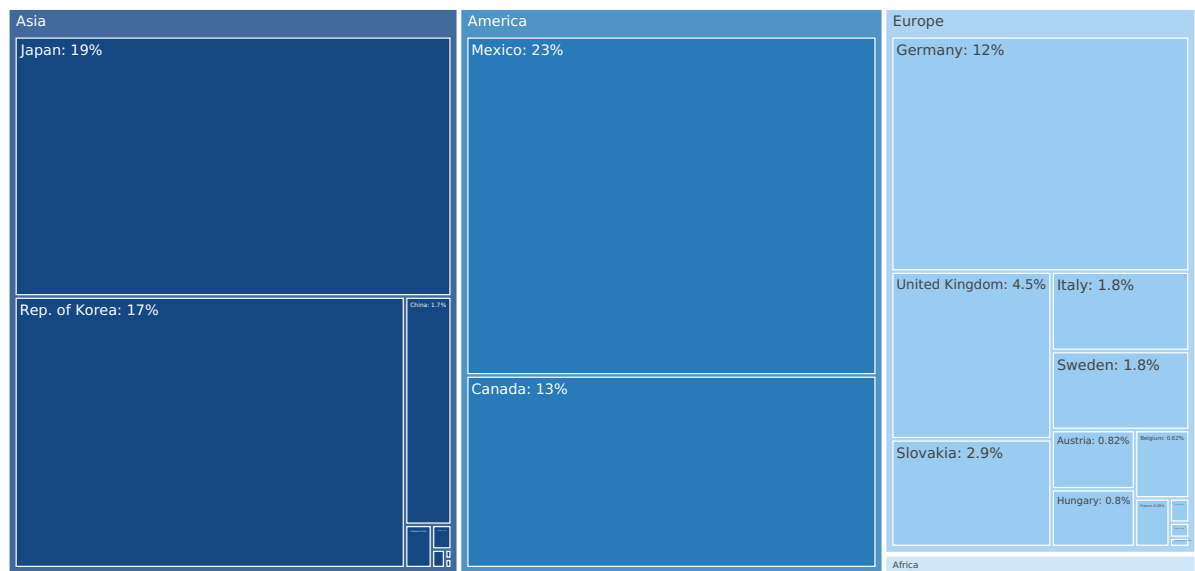 Asia
Japan: 19%
Rep. of Korea: 17%
China: 1.7%
America
Mexico: 23%
Canada: 13%
Europe
Germany: 12%
United Kingdom: 4.5%
Italy: 1.8%
Sweden: 1.8%
Slovakia: 2.9%
Austria: 0.82%
Belgium: 0.62%
Hungary: 0.8%
Africa